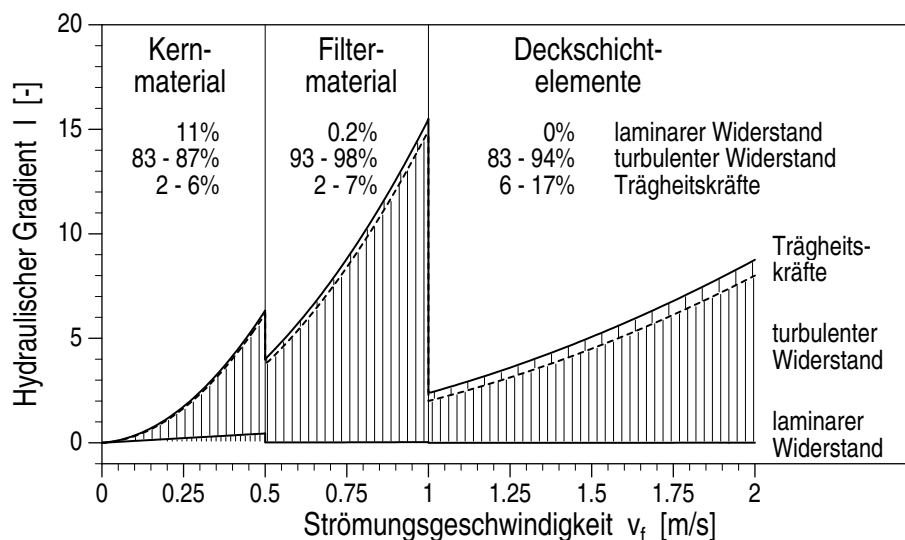 Hydraulischer Gradient I [-]
20
15
10
5
0
Kern-
material
Filter-
material
Deckschicht-
elemente
11% 0.2% 0% laminarer Widerstand
83 - 87% 93 - 98% 83 - 94% turbulenter Widerstand
2 - 6% 2 - 7% 6 - 17% Trägheitskräfte
Trägheits-
kräfte
turbulenter
Widerstand
laminarer
Widerstand
0 0.25 0.5 0.75 1 1.25 1.5 1.75 2
Strömungsgeschwindigkeit vf [m/s]